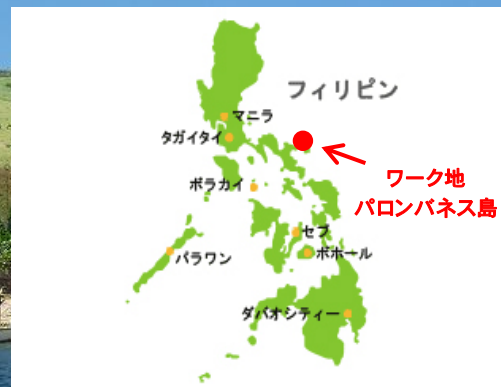 フィリピン
マニラ
タガイタイ
ワーク地
パロンバネス島
ボラカイ
セブ
ボホール
パラワン
ダバオシティー